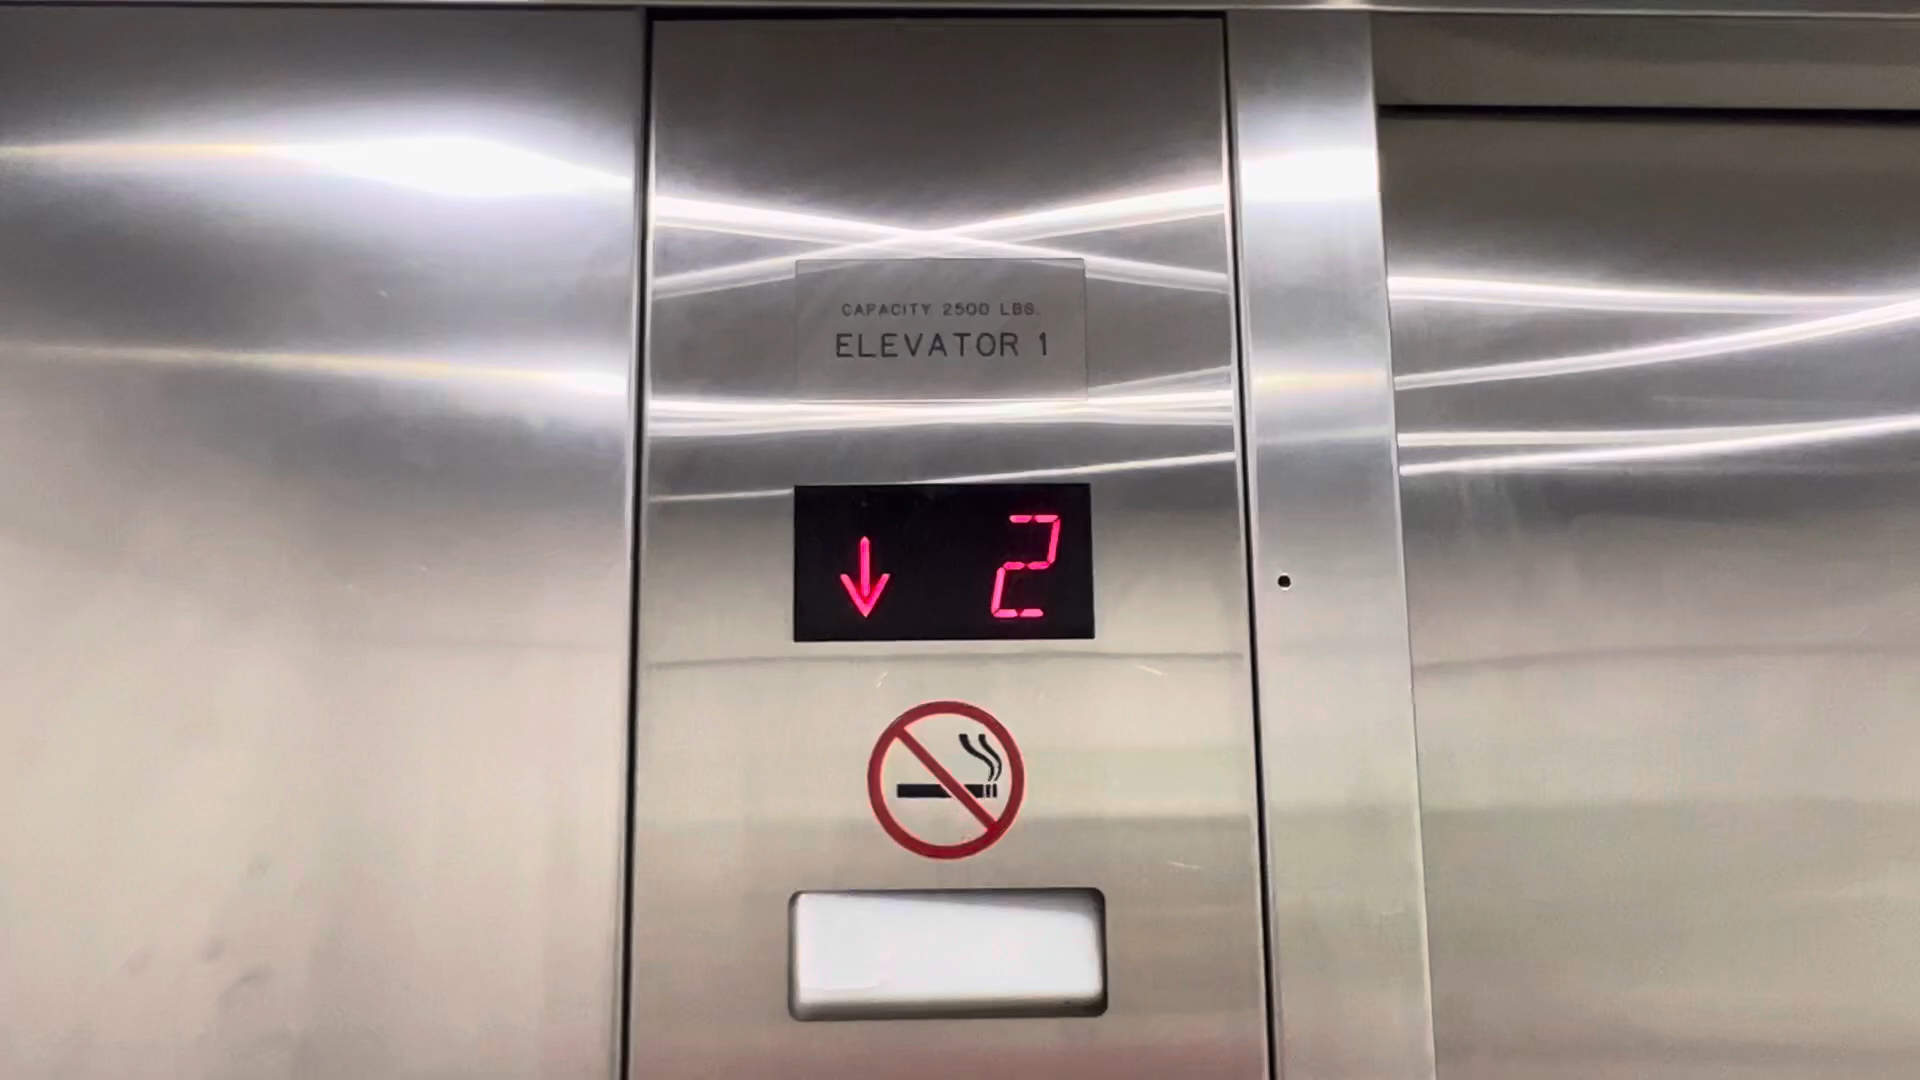 CAPACITY 2500 LBS.
ELEVATOR 1
↓ 2